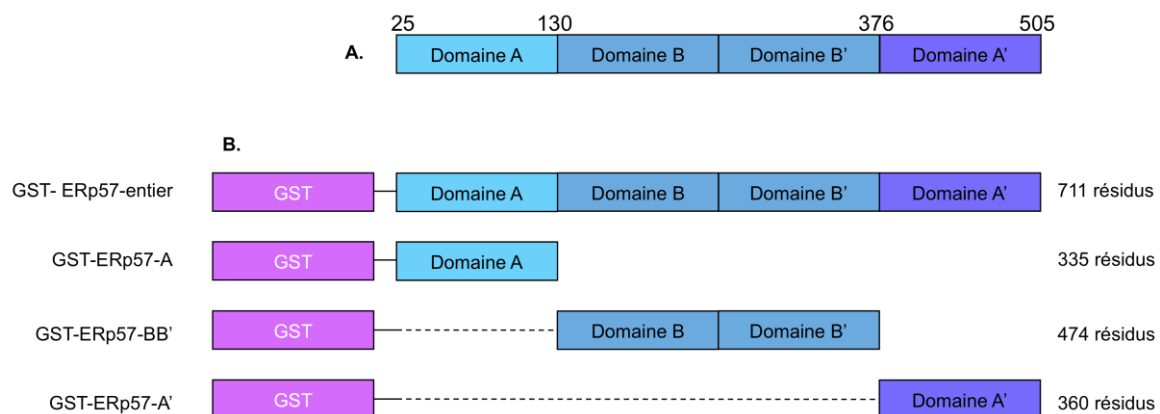 25 130 376 505
A. Domaine A Domaine B Domaine B’ Domaine A’
B.
GST- ERp57-entier GST Domaine A Domaine B Domaine B’ Domaine A’ 711 résidus
GST-ERp57-A GST Domaine A 335 résidus
GST-ERp57-BB’ GST Domaine B Domaine B’ 474 résidus
GST-ERp57-A’ GST Domaine A’ 360 résidus